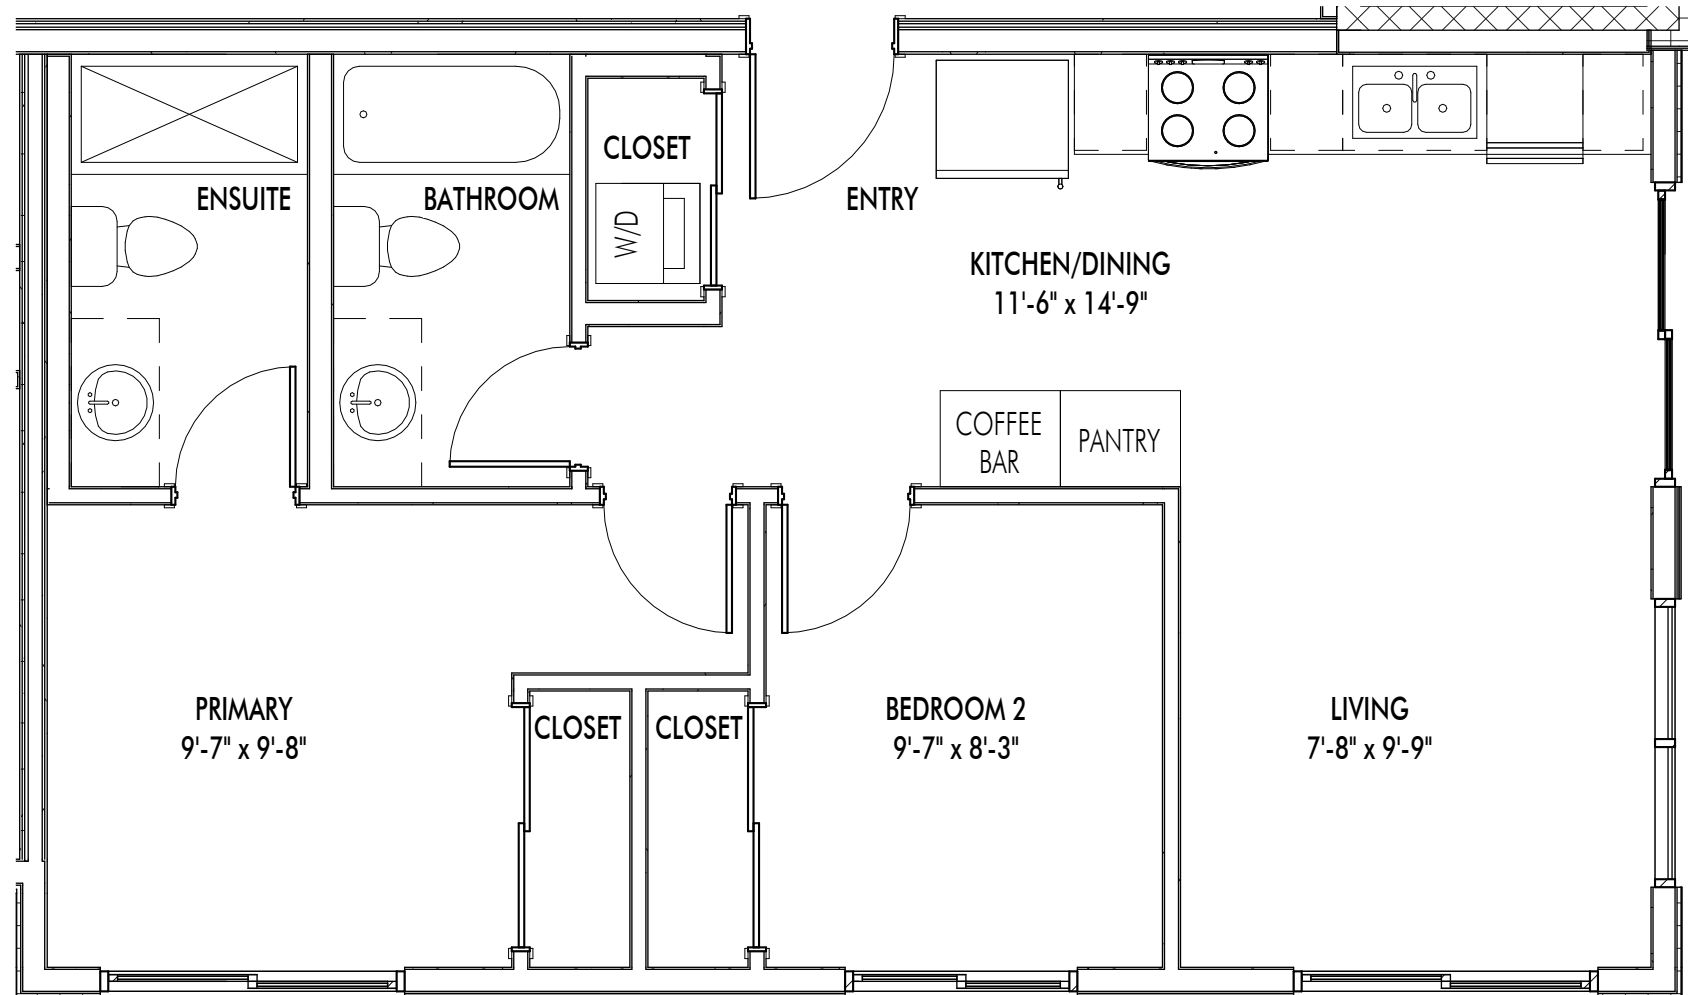 CLOSET
ENSUITE
BATHROOM
ENTRY
W/D
KITCHEN/DINING
11'-6" x 14'-9"
COFFEE
BAR
PANTRY
PRIMARY
9'-7" x 9'-8"
CLOSET
CLOSET
BEDROOM 2
9'-7" x 8'-3"
LIVING
7'-8" x 9'-9"